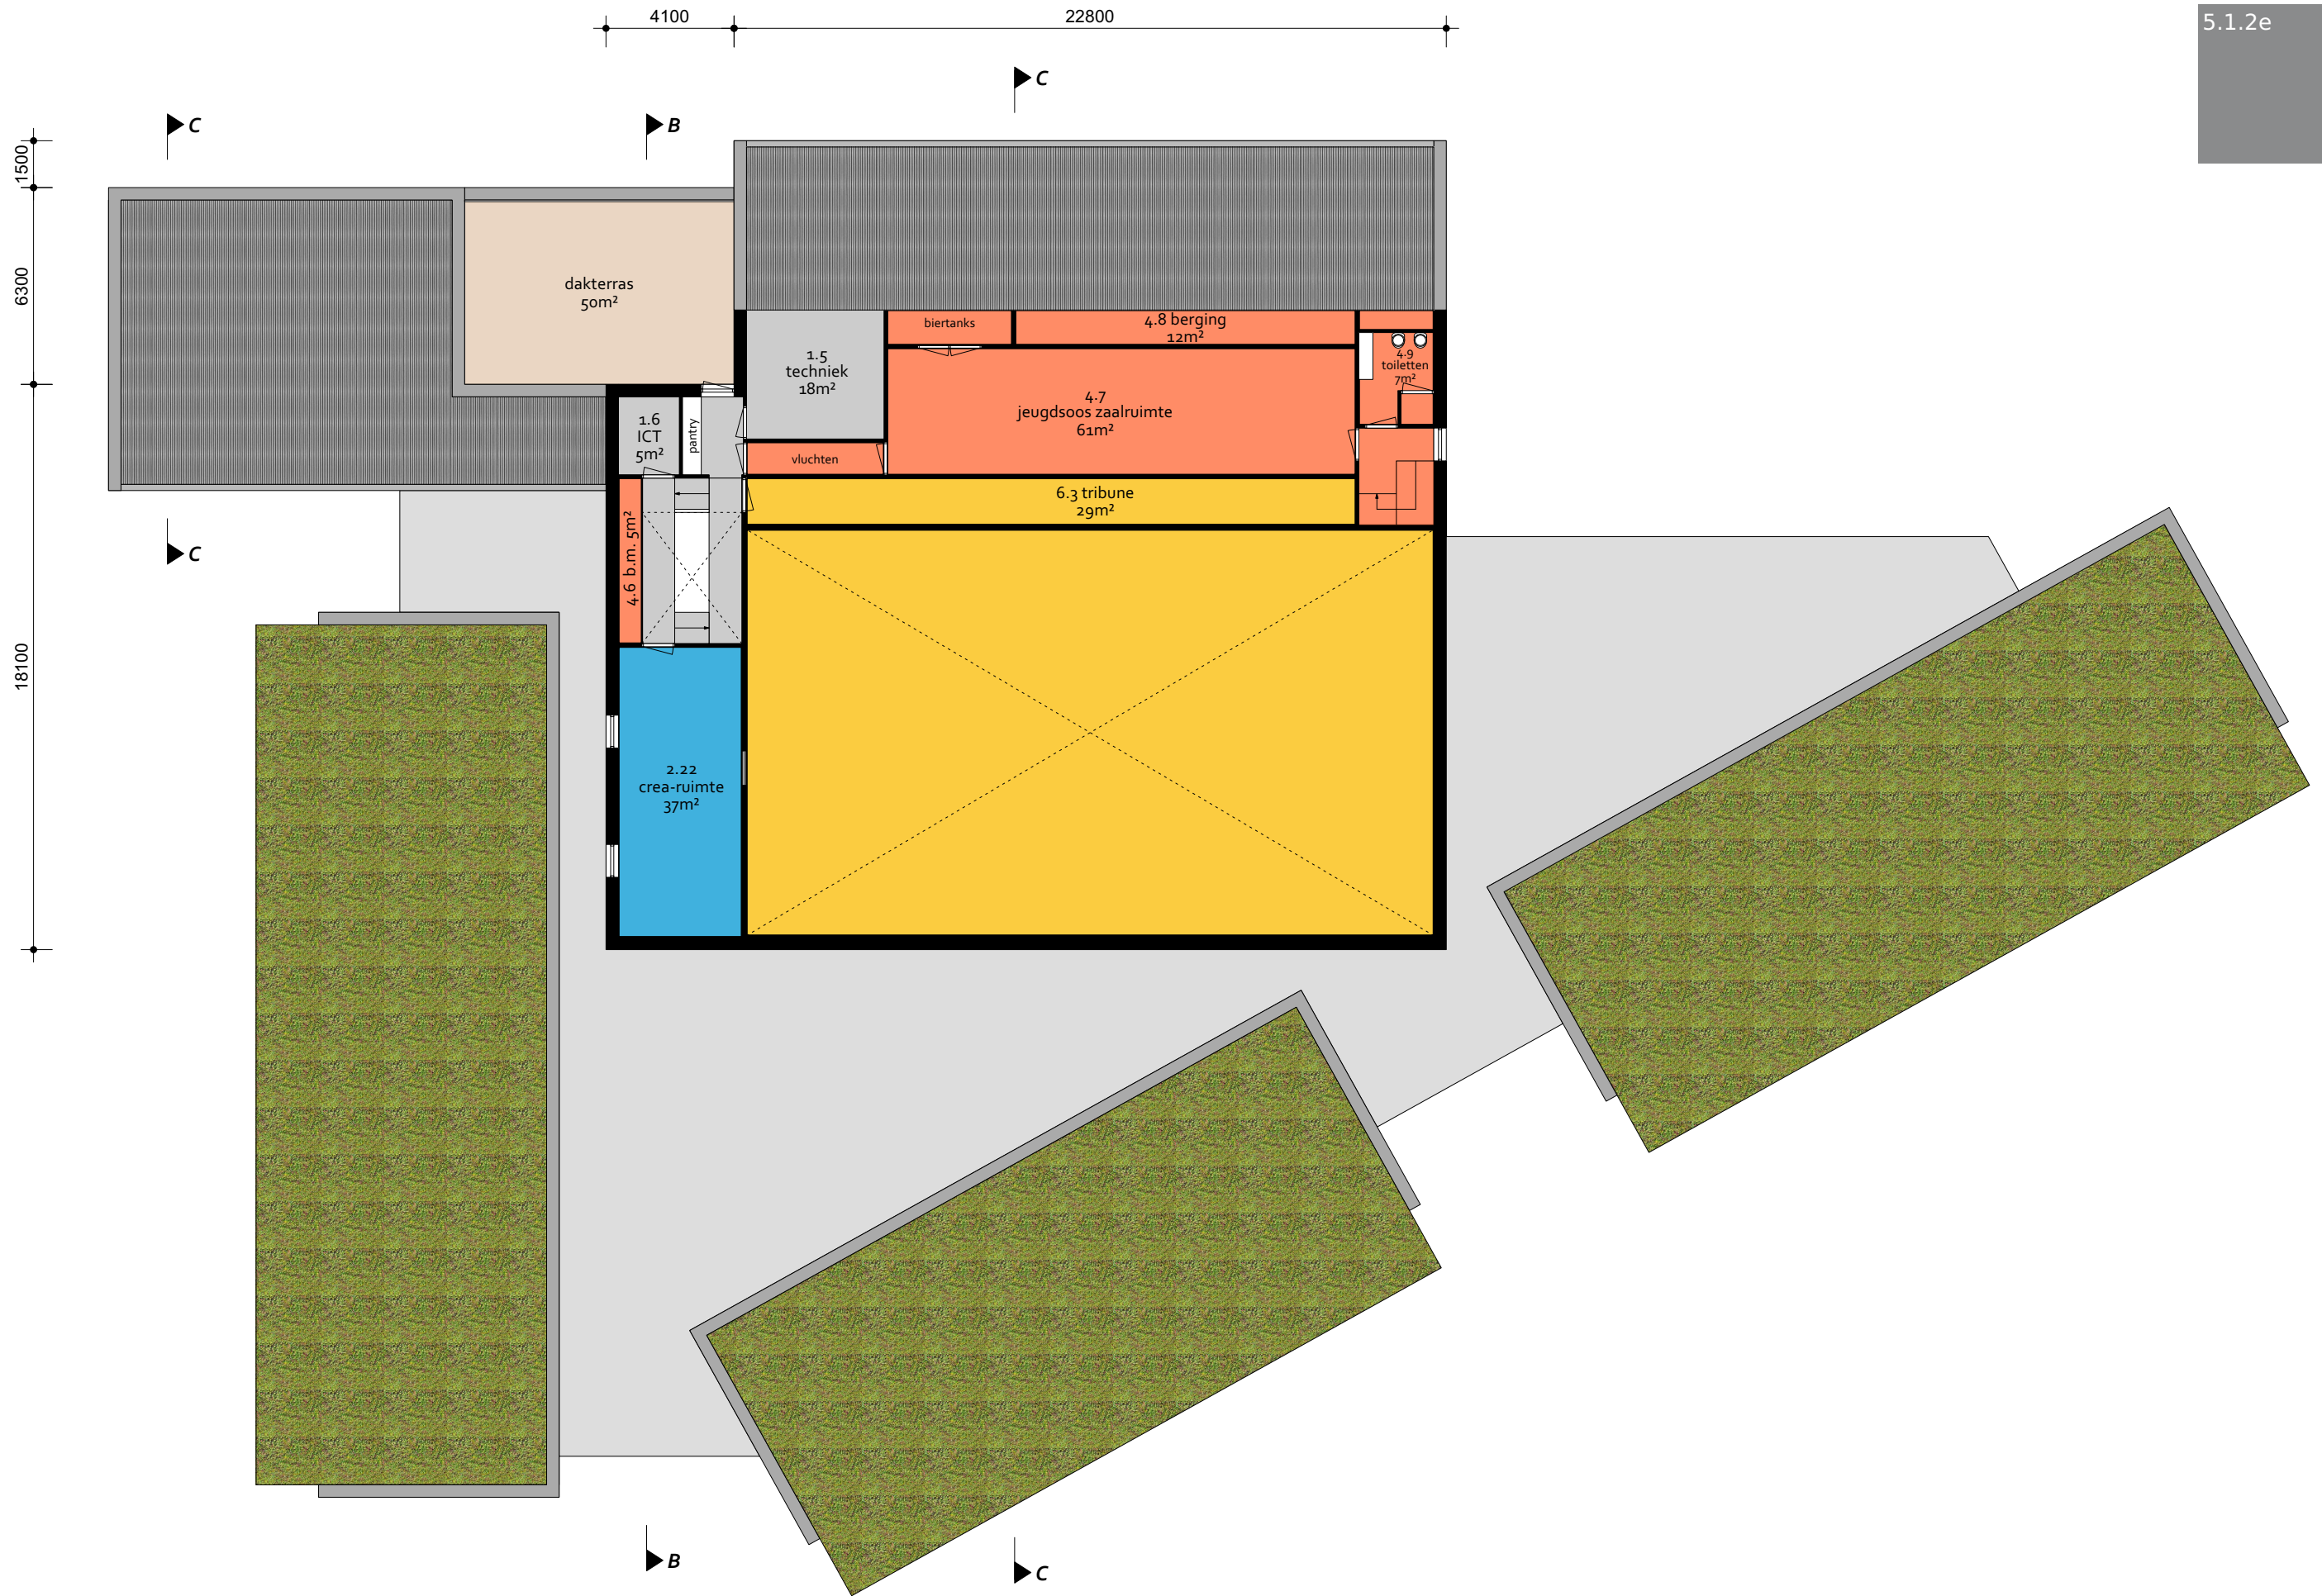 4100
22800
5.1.2e
C
C
B
1500
6300
18100
dakterras
50m²
biertanks
4.8 berging
12m²
1.5
techniek
18m²
4.9
toiletten
7m²
4.7
jeugdsoos zaalruimte
61m²
1.6
ICT
5m²
pantry
vluchten
6.3 tribune
29m²
4.6 b.m. 5m²
C
2.22
crea-ruimte
37m²
B
C